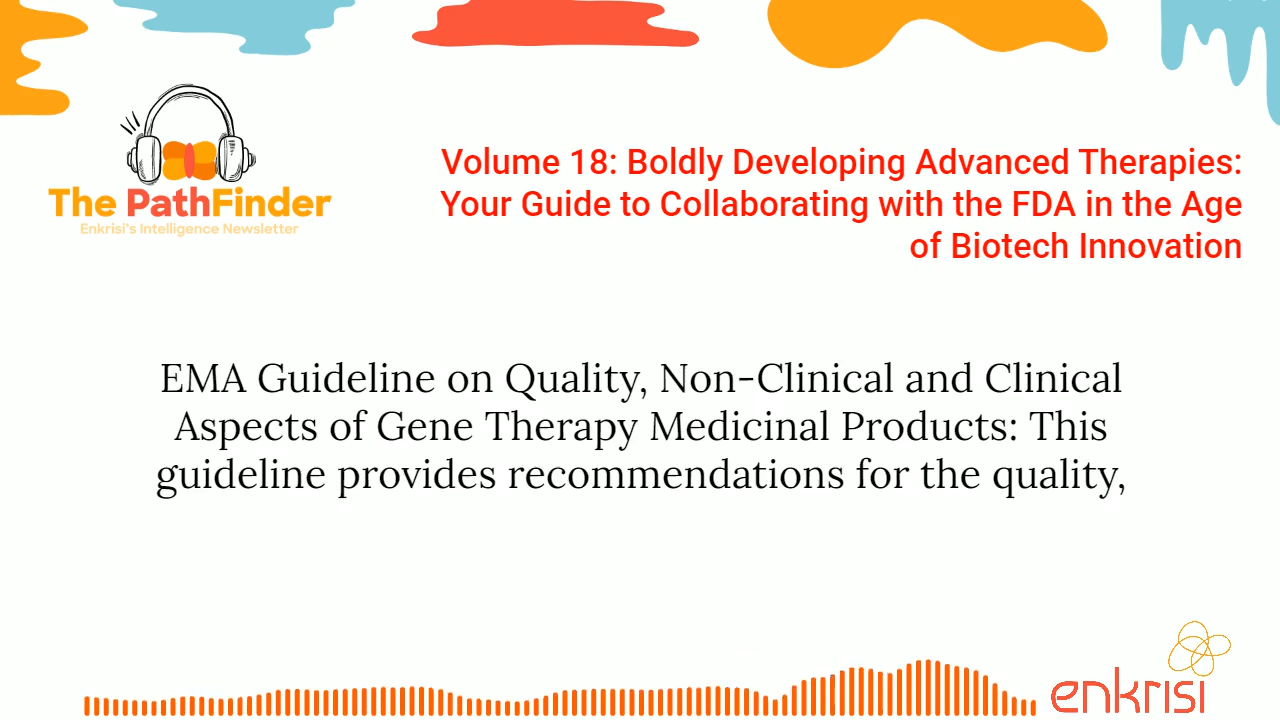 The PathFinder
Enkrisi's Intelligence Newsletter
Volume 18: Boldly Developing Advanced Therapies:
Your Guide to Collaborating with the FDA in the Age
of Biotech Innovation
EMA Guideline on Quality, Non-Clinical and Clinical
Aspects of Gene Therapy Medicinal Products: This
guideline provides recommendations for the quality,
enkrisi